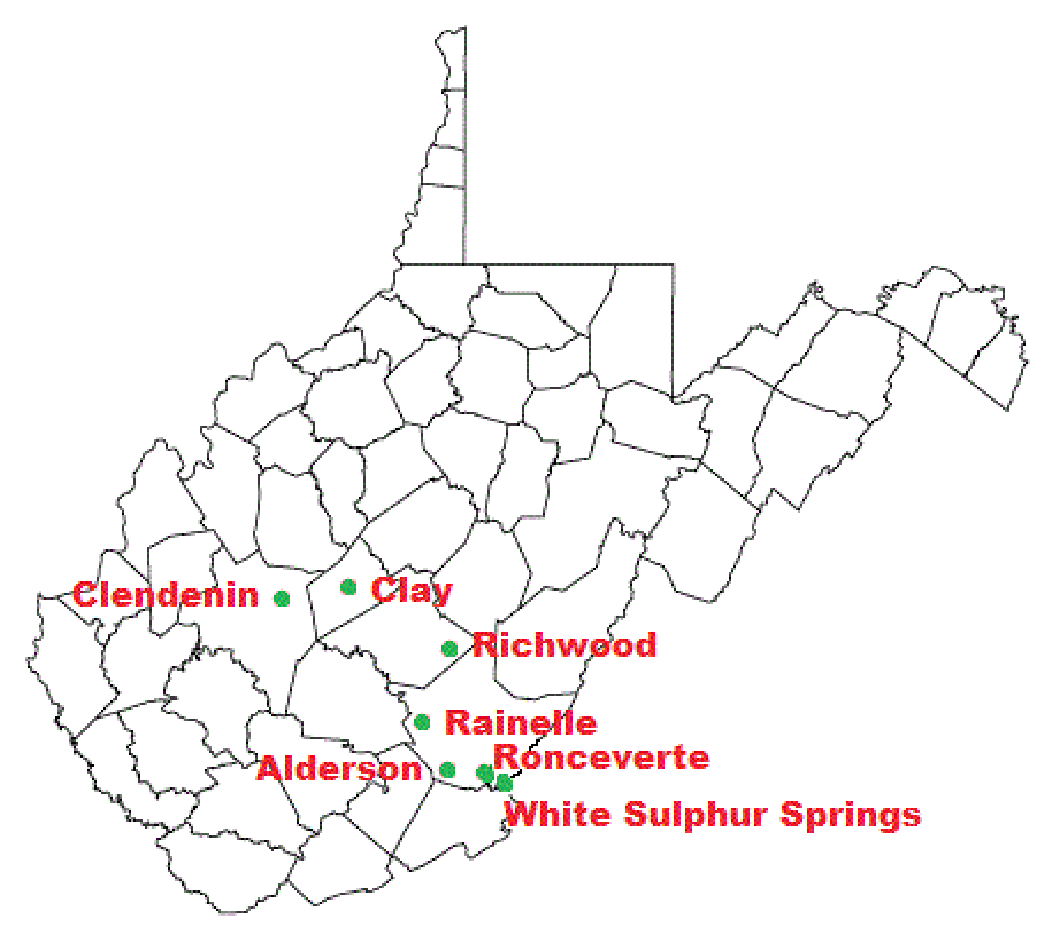 Clendenin
Clay
Richwood
Rainelle
Ronceverte
Alderson
White Sulphur Springs